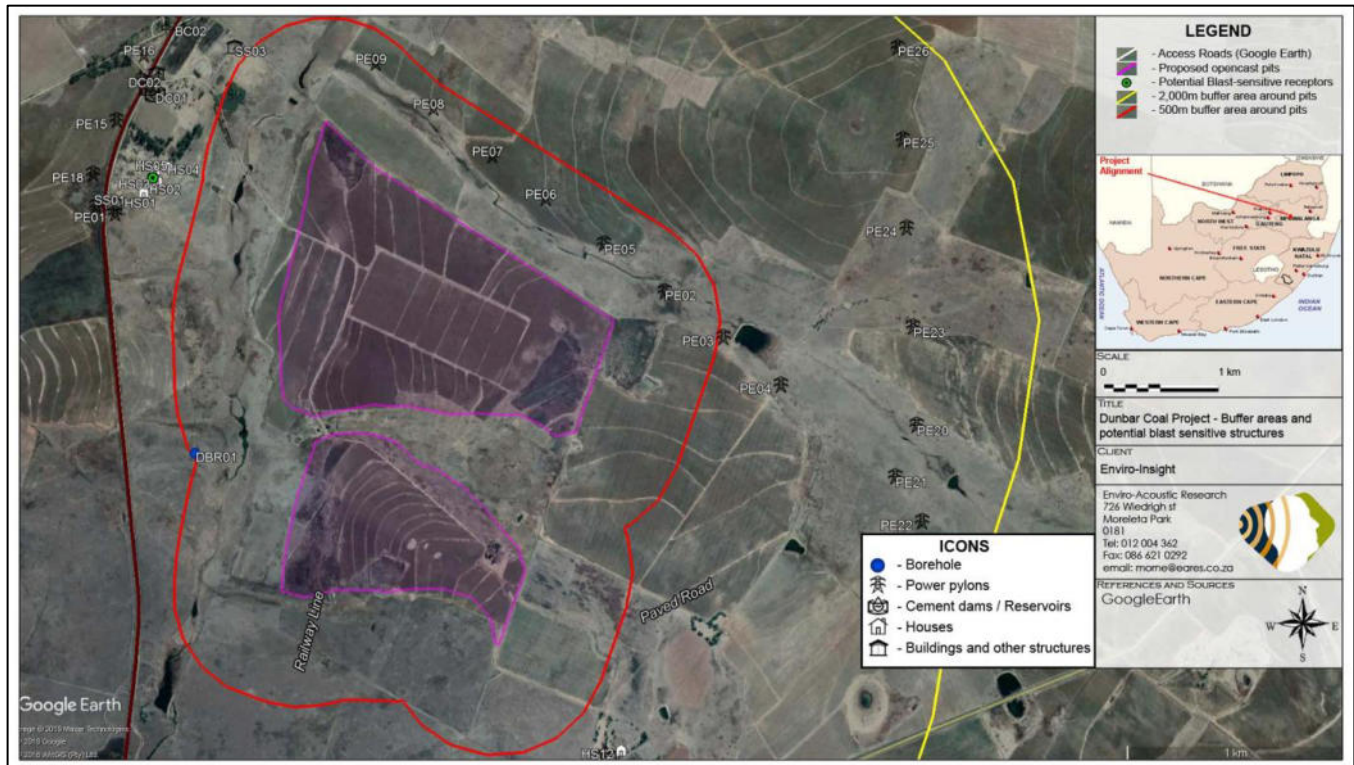 BC02
PE16
SS03
DC02
DC01
PE09
PE26
PE08
PE15
PE25
PE07
HS05
HS04
PE18
HS02
PE06
SS01
HS01
PE01
PE24
PE05
PE02
PE23
PE03
PE04
PE20
DBR01
PE21
PE22
Railway Line
Paved Road
HS12
Google Earth
1 km
ICONS
- Borehole
- Power pylons
- Cement dams / Reservoirs
- Houses
- Buildings and other structures
LEGEND
- Access Roads (Google Earth)
- Proposed opencast pits
- Potential Blast-sensitive receptors
- 2,000m buffer area around pits
- 500m buffer area around pits
Project
Alignment
BOTSWANA
LIMPOPO
NAMIBIA
NORTH WEST
GAUTENG
FREE STATE
KWAZULU
NATAL
LESOTHO
NORTHERN CAPE
EASTERN CAPE
WESTERN CAPE
ATLANTIC OCEAN
INDIAN
OCEAN
SCALE
0 1 km
TITLE
Dunbar Coal Project - Buffer areas and
potential blast sensitive structures
CLIENT
Enviro-Insight
Enviro-Acoustic Research
726 Wiedrigh st
Moreleta Park
0181
Tel: 012 004 362
Fax: 086 621 0292
email: morne@eares.co.za
REFERENCES AND SOURCES
GoogleEarth
N
W E
S